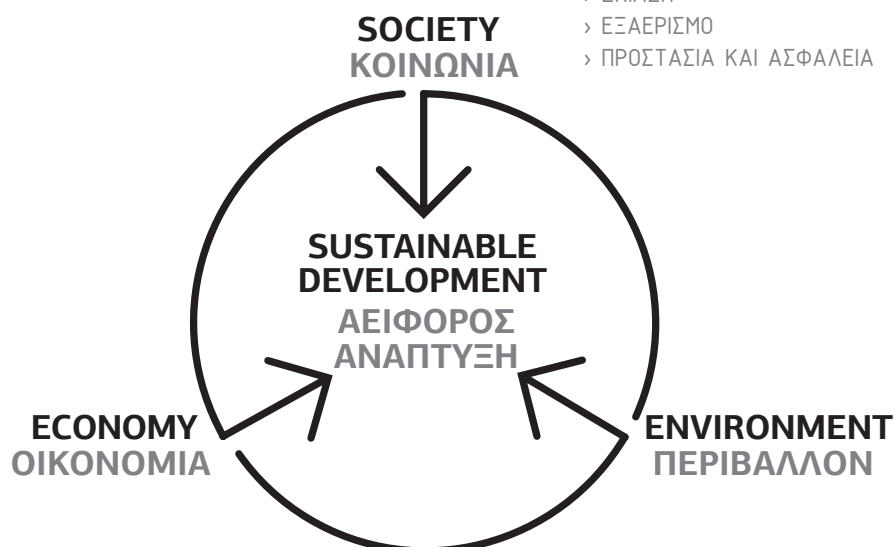 SOCIETY
ΚΟΙΝΩΝΙΑ
› ΕΞΑΕΡΙΣΜΟ
› ΠΡΟΣΤΑΣΙΑ ΚΑΙ ΑΣΦΑΛΕΙΑ
SUSTAINABLE
DEVELOPMENT
ΑΕΙΦΟΡΟΣ
ΑΝΑΠΤΥΞΗ
ECONOMY
ΟΙΚΟΝΟΜΙΑ
ENVIRONMENT
ΠΕΡΙΒΑΛΛΟΝ